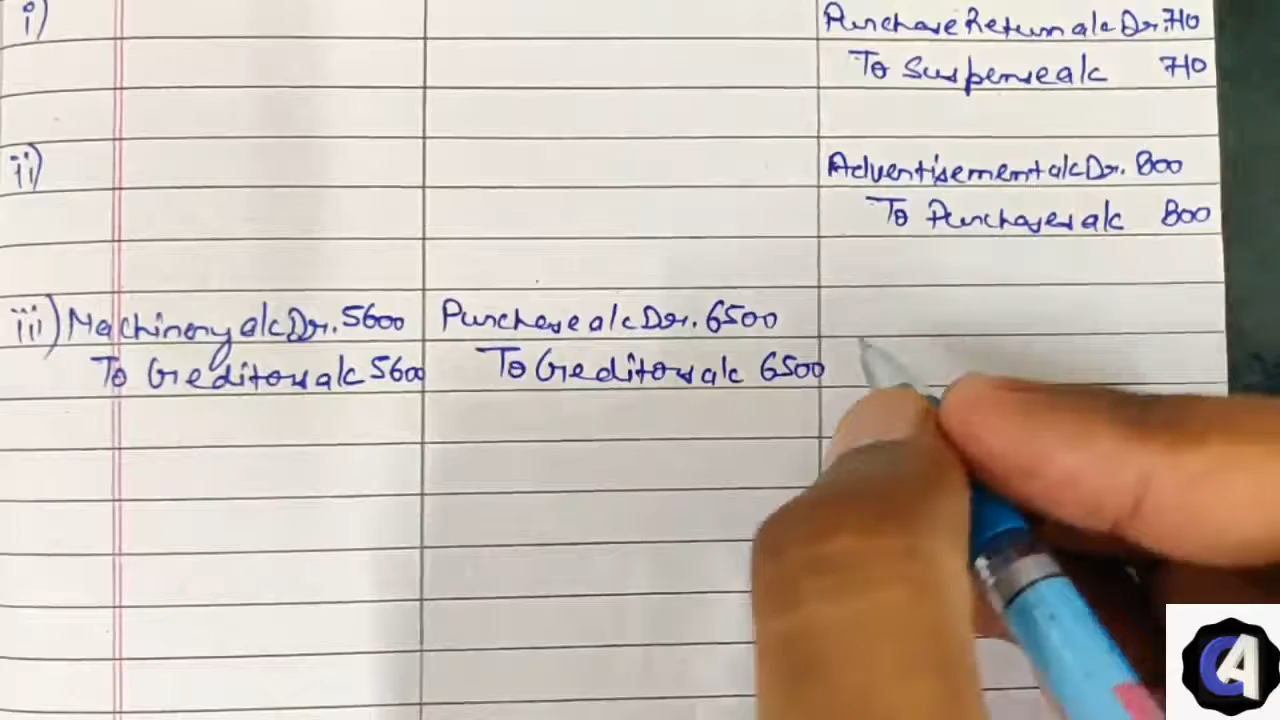 i)
Purchase Return a/c Dr. 710
To Suspense a/c 710
ii)
Advertisement a/c Dr. 800
To Purchases a/c 800
iii) Machinery a/c Dr. 5600
To Creditors a/c 5600
Purchase a/c Dr. 6500
To Creditors a/c 6500
CA